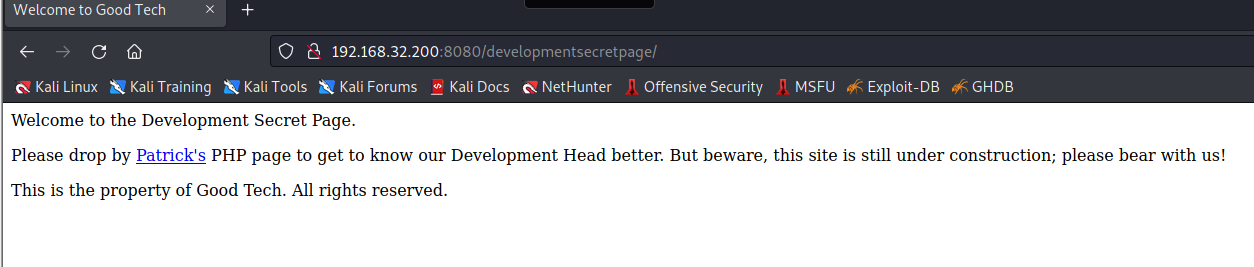 Welcome to Good Tech
192.168.32.200:8080/developmentsecretpage/
Kali Linux Kali Training Kali Tools Kali Forums Kali Docs NetHunter Offensive Security MSFU Exploit-DB GHDB
Welcome to the Development Secret Page.
Please drop by Patrick's PHP page to get to know our Development Head better. But beware, this site is still under construction; please bear with us!
This is the property of Good Tech. All rights reserved.